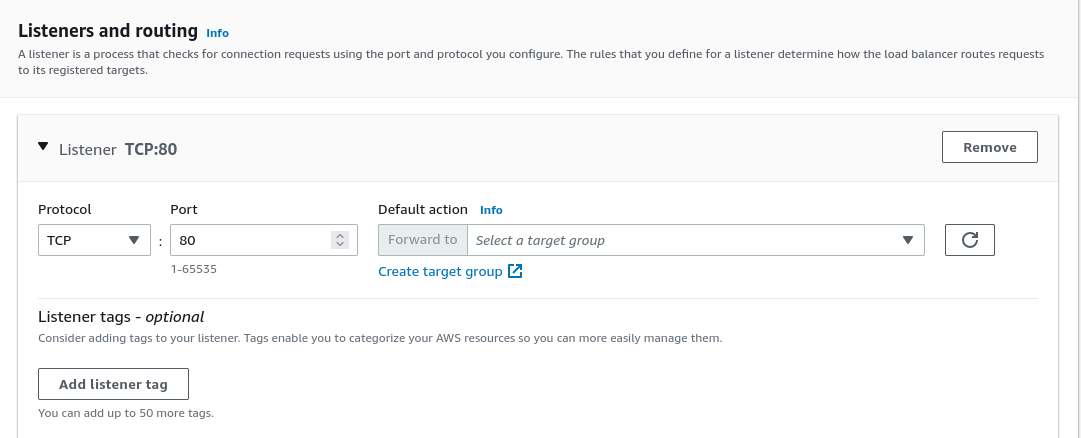 Listeners and routing Info
A listener is a process that checks for connection requests using the port and protocol you configure. The rules that you define for a listener determine how the load balancer routes requests
to its registered targets.
Listener TCP:80
Remove
Protocol
Port
Default action Info
TCP
:
80
Forward to
Select a target group
1-65535
Create target group
Listener tags - optional
Consider adding tags to your listener. Tags enable you to categorize your AWS resources so you can more easily manage them.
Add listener tag
You can add up to 50 more tags.